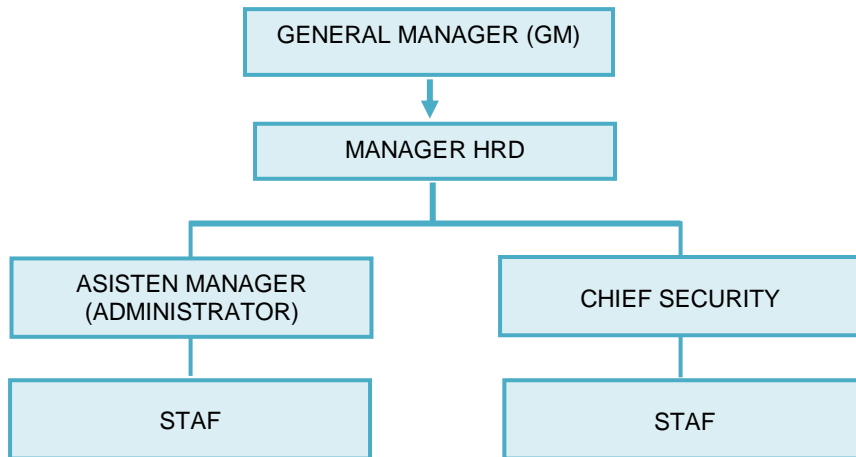 GENERAL MANAGER (GM)
MANAGER HRD
ASISTEN MANAGER
(ADMINISTRATOR)
CHIEF SECURITY
STAF
STAF